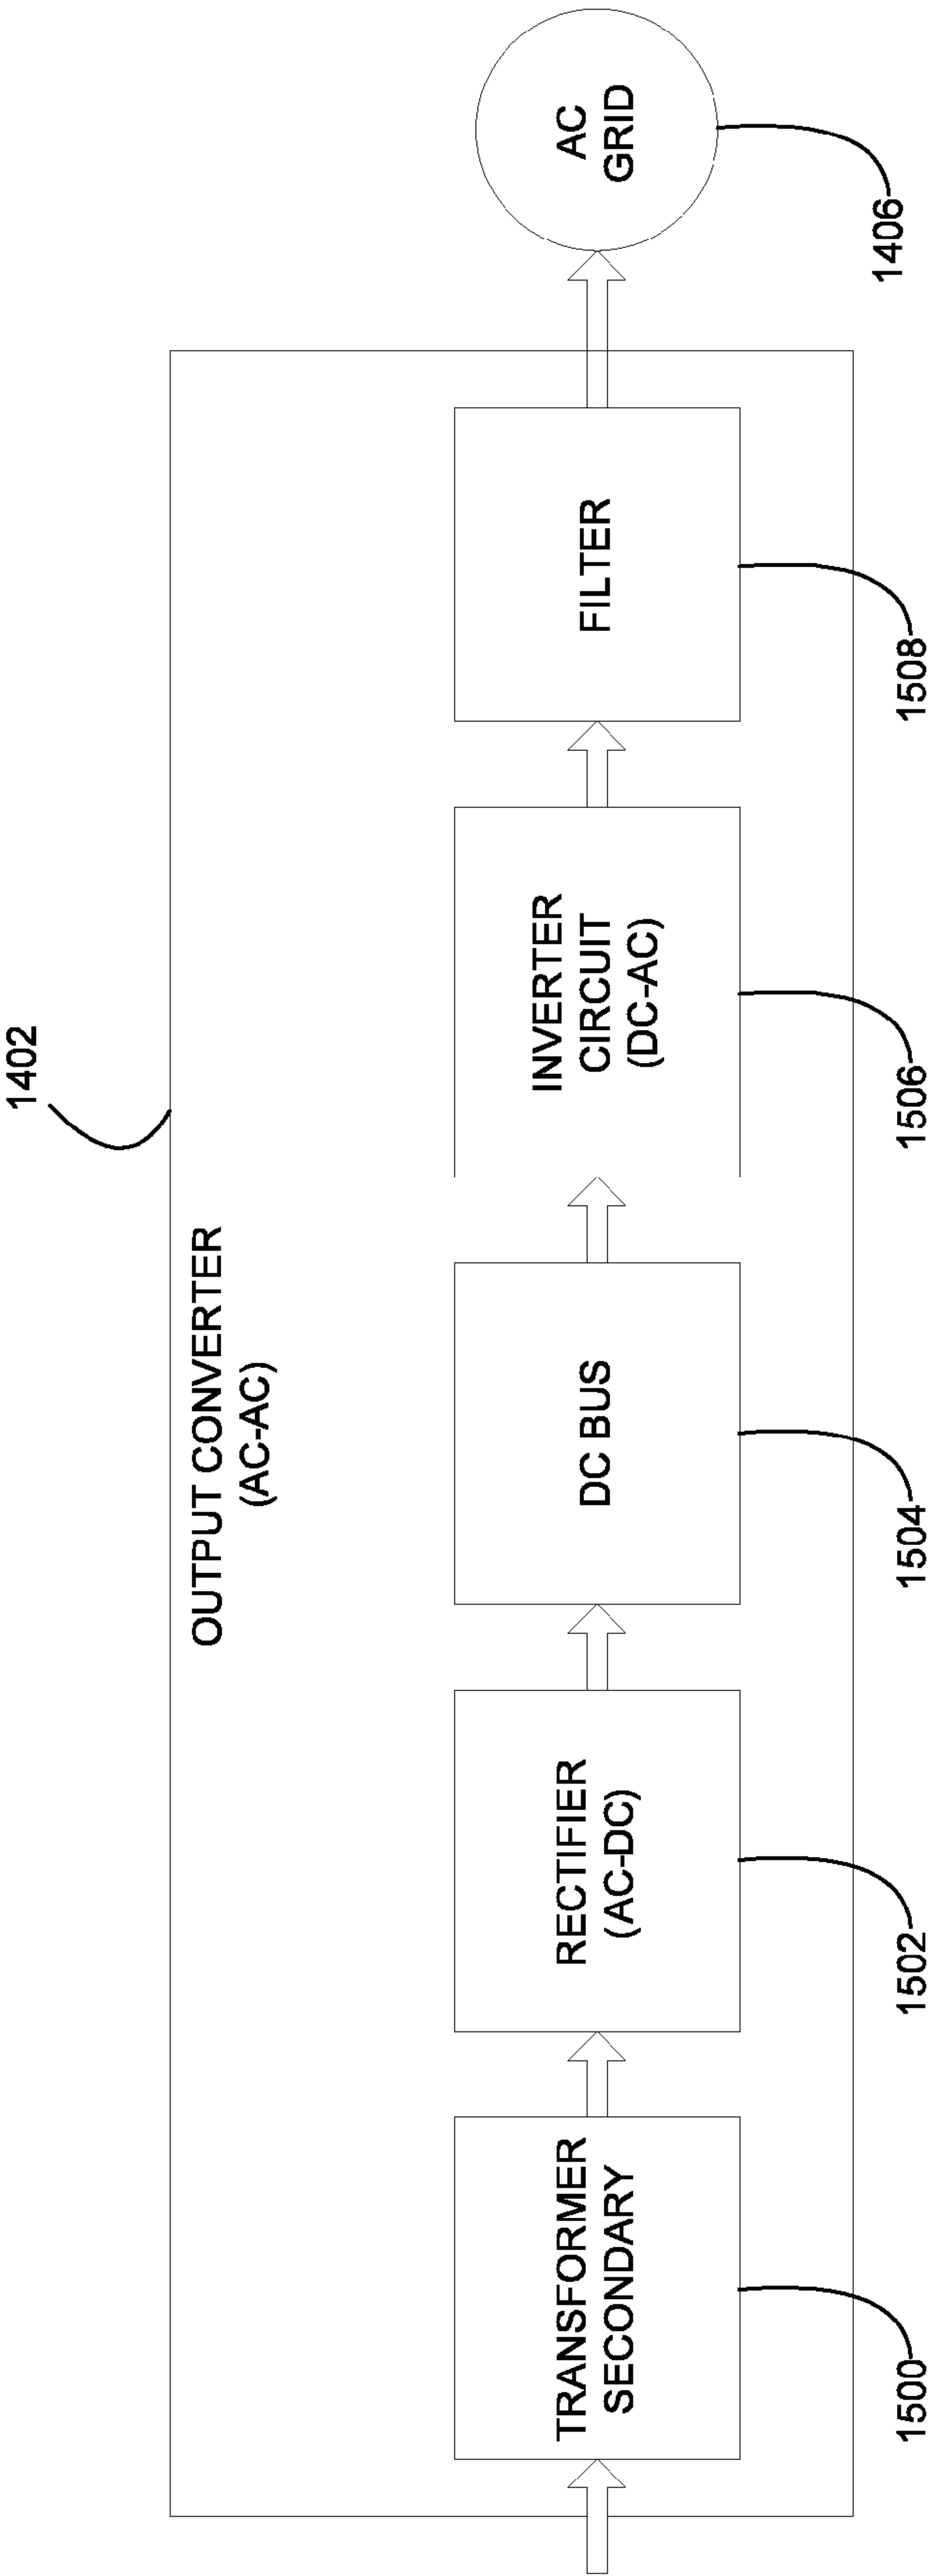 1402
OUTPUT CONVERTER
(AC-AC)
TRANSFORMER
SECONDARY
RECTIFIER
(AC-DC)
DC BUS
INVERTER
CIRCUIT
(DC-AC)
FILTER
AC
GRID
1500
1502
1504
1506
1508
1406